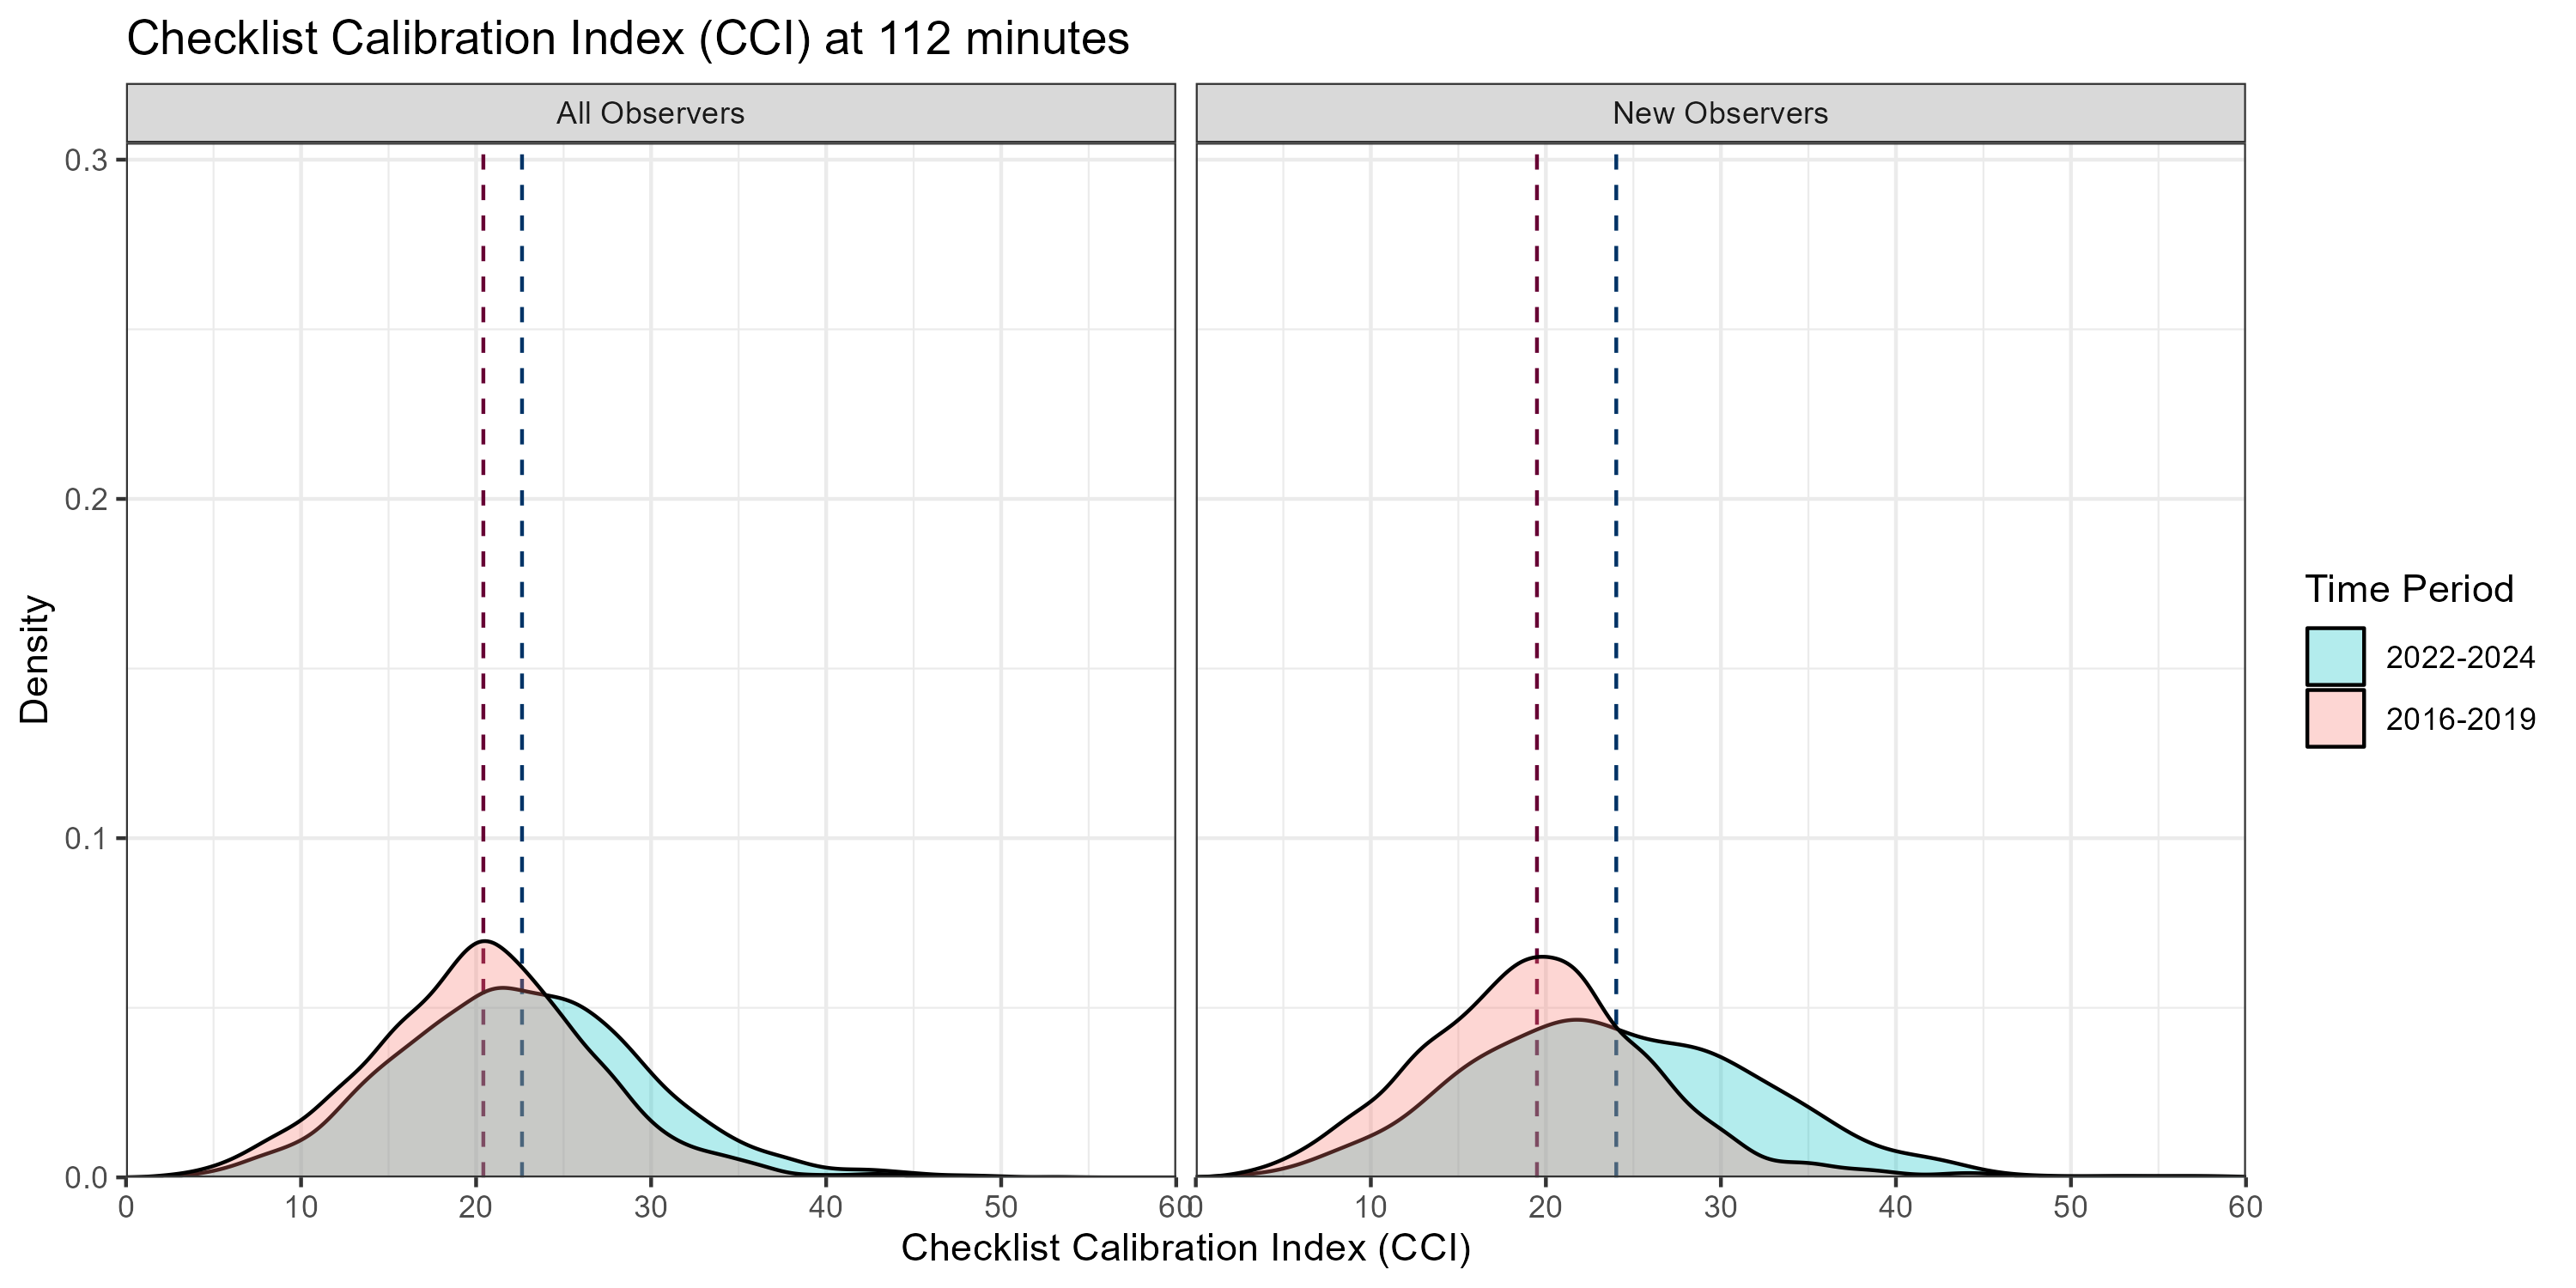 Checklist Calibration Index (CCI) at 112 minutes
All Observers
New Observers
0.3
0.2
0.1
0.0
Density
0 10 20 30 40 50 60
0 10 20 30 40 50 60
Checklist Calibration Index (CCI)
Time Period
2022-2024
2016-2019